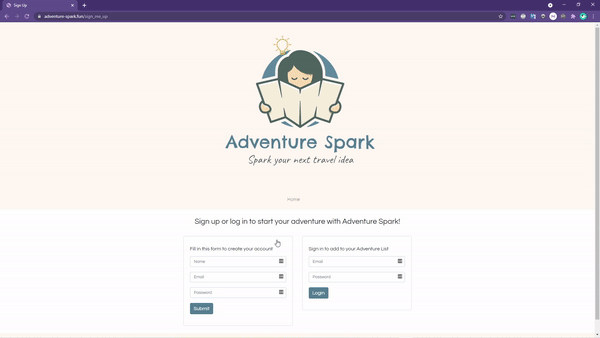 Sign Up
adventure-spark.fun/sign_me_up
Adventure Spark
Spark your next travel idea
Home
Sign up or log in to start your adventure with Adventure Spark!
Fill in this form to create your account
Name
Email
Password
Submit
Sign in to add to your Adventure List
Email
Password
Login